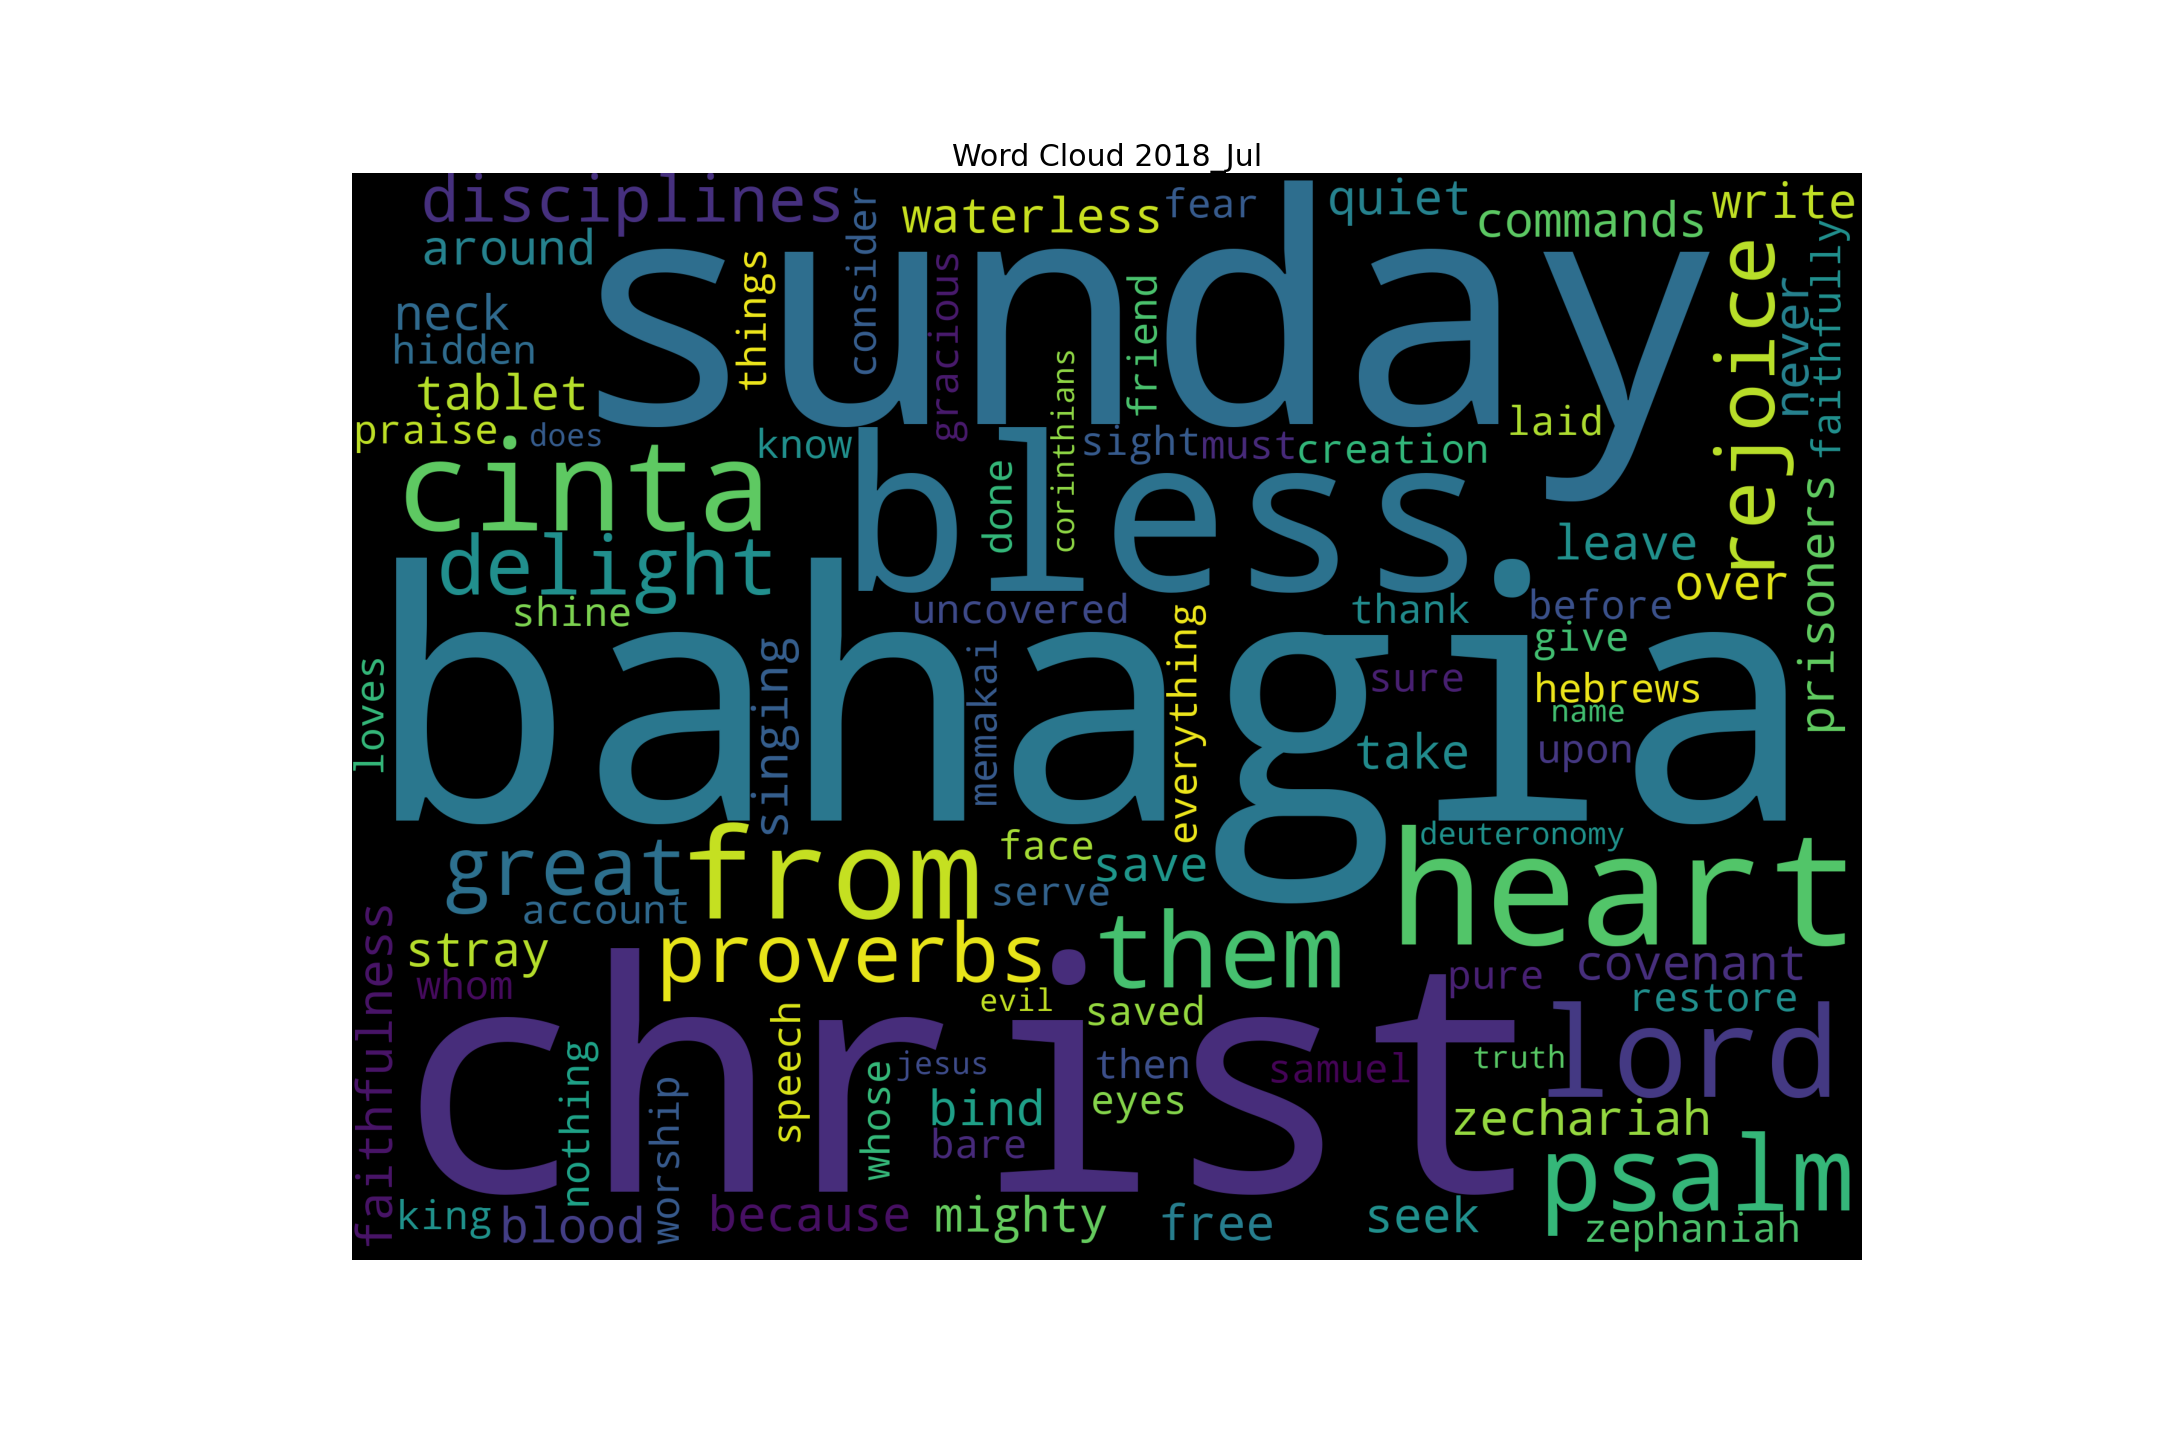 Word Cloud 2018_Jul
disciplines
around
neck
hidden
tablet
praise
does
sunday
things
consider
waterless
fear
gracious
friend
quiet
commands
write
rejoice
never
faithfully
cinta
delight
shine
know
bless
done
corinthians
sight
must
creation
laid
leave
over
prisoners
bahagia
loves
singing
uncovered
memakai
everything
thank
before
give
sure
hebrews
name
take
upon
deuteronomy
great
account
from
face
save
serve
heart
faithfulness
stray
whom
proverbs
them
evil
saved
pure
covenant
restore
christ
nothing
worship
speech
whose
jesus
bind
bare
then
eyes
samuel
truth
lord
zechariah
psalm
king
blood
because
mighty
free
seek
zephaniah